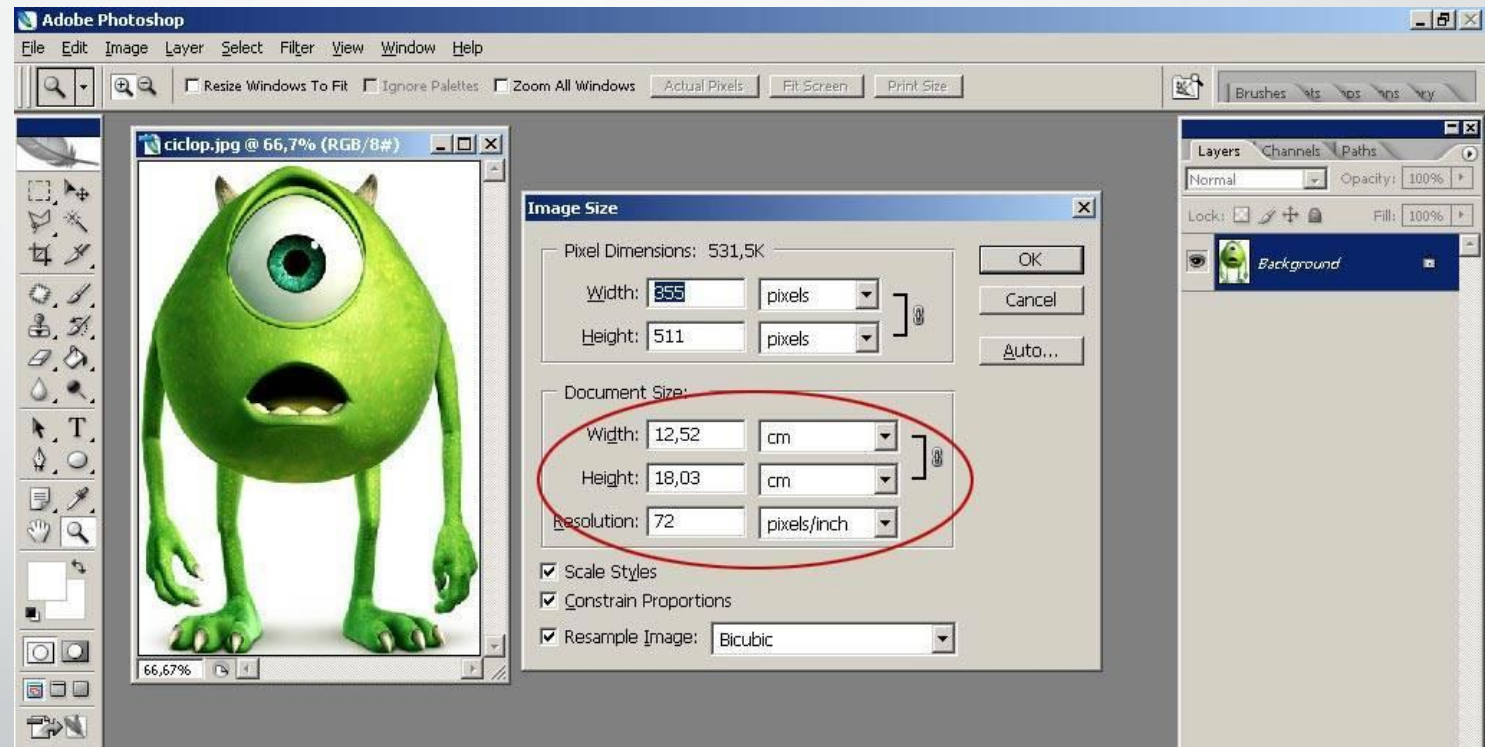 Adobe Photoshop
File Edit Image Layer Select Filter View Window Help
Resize Windows To Fit Ignore Palettes Zoom All Windows Actual Pixels Fit Screen Print Size
Brushes
ciclop.jpg @ 66,7% (RGB/8#)
66,67%
Image Size
Pixel Dimensions: 531,5K
Width: 355 pixels
Height: 511 pixels
OK
Cancel
Auto...
Document Size:
Width: 12,52 cm
Height: 18,03 cm
Resolution: 72 pixels/inch
Scale Styles
Constrain Proportions
Resample Image: Bicubic
Layers Channels Paths
Normal Opacity: 100%
Lock: Fill: 100%
Background